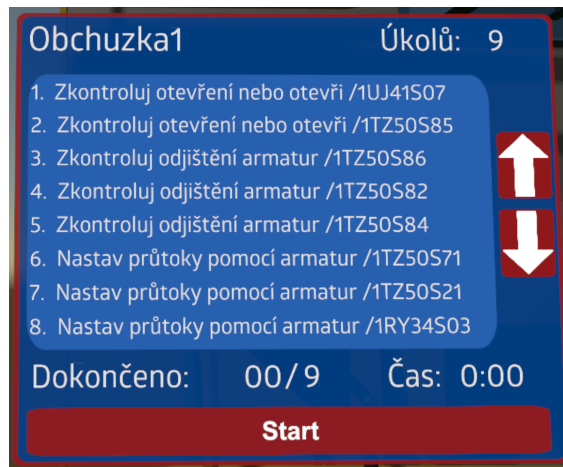 Obchuzka1
Úkolů: 9
1. Zkontroluj otevření nebo otevři /1UJ41S07
2. Zkontroluj otevření nebo otevři /1TZ50S85
3. Zkontroluj odjištění armatur /1TZ50S86
4. Zkontroluj odjištění armatur /1TZ50S82
5. Zkontroluj odjištění armatur /1TZ50S84
6. Nastav průtoky pomocí armatur /1TZ50S71
7. Nastav průtoky pomocí armatur /1TZ50S21
8. Nastav průtoky pomocí armatur /1RY34S03
Dokončeno: 00/9 Čas: 0:00
Start